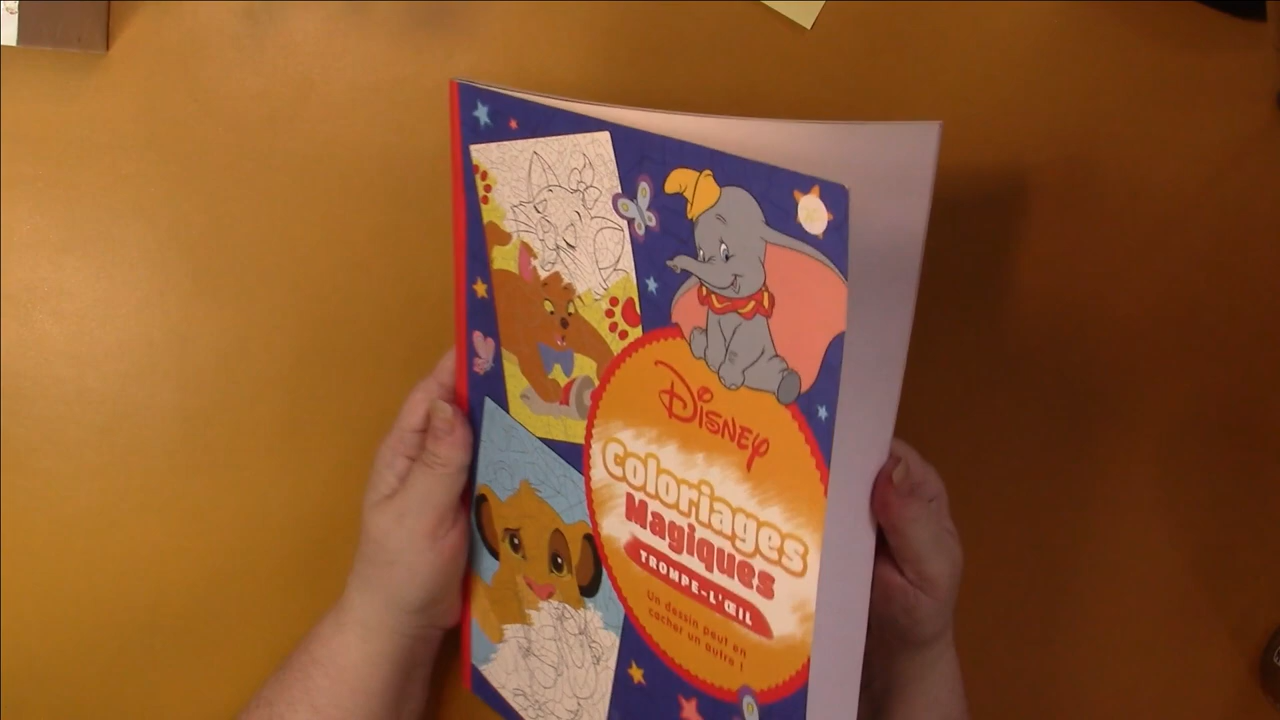 Disney
Coloriages
Magiques
TROMPE-L'ŒIL
Un dessin peut en
cacher un autre !